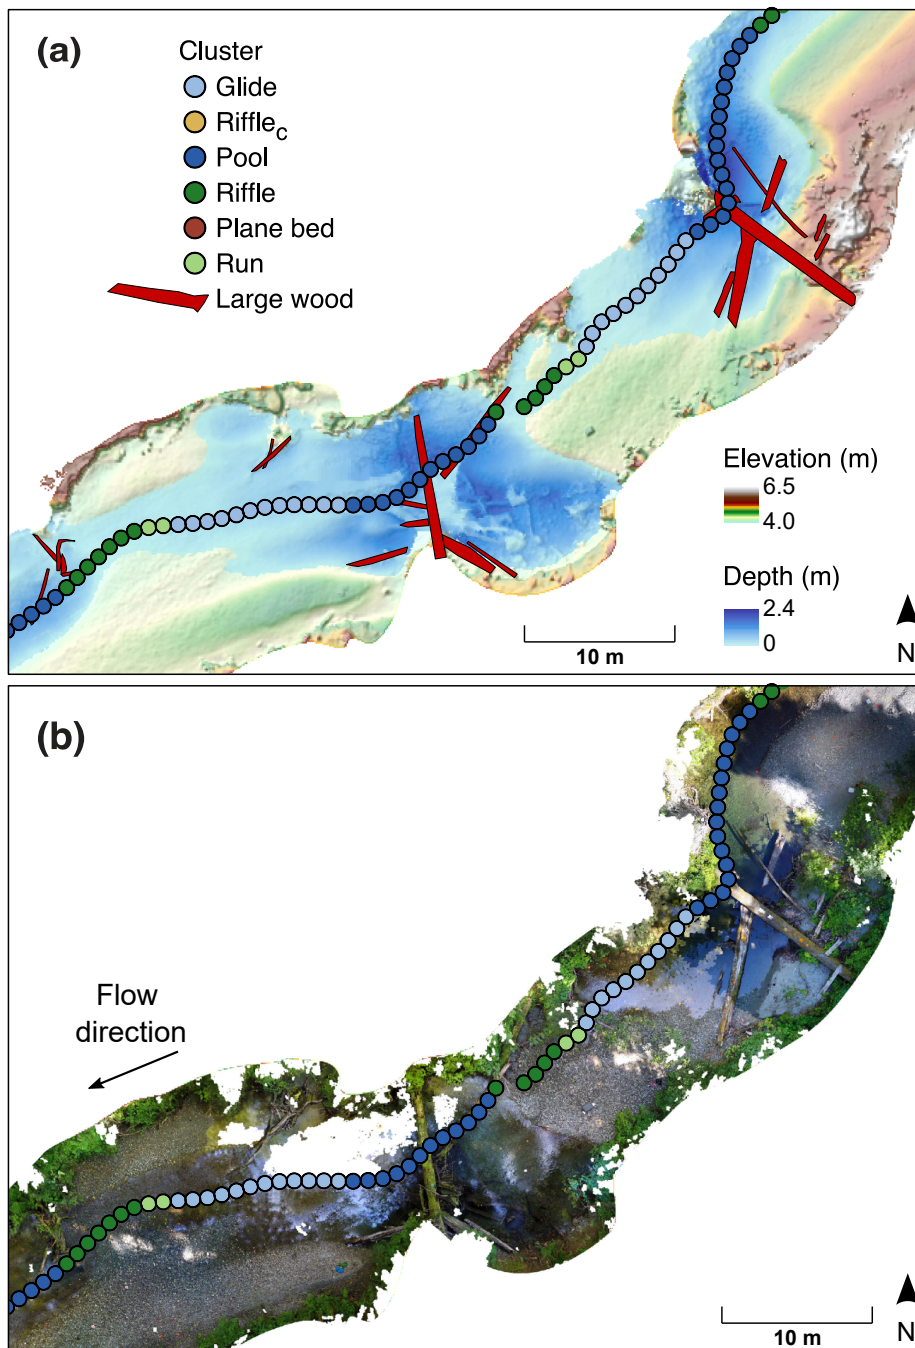 (a)
Cluster
Glide
Riffle_c
Pool
Riffle
Plane bed
Run
Large wood
Elevation (m)
6.5
4.0
Depth (m)
2.4
0
10 m
N
(b)
Flow
direction
10 m
N